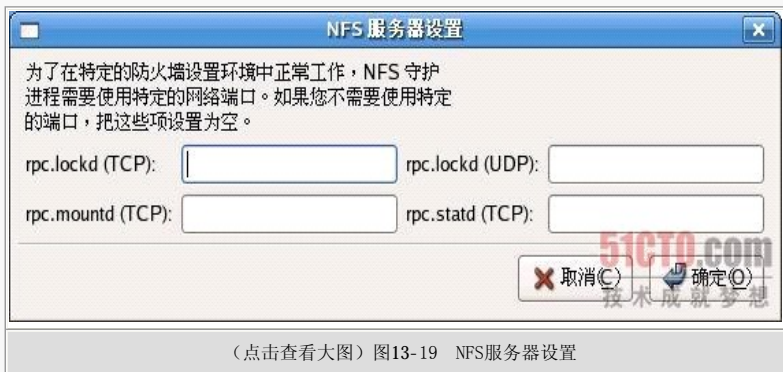 NFS 服务器设置
为了在特定的防火墙设置环境中正常工作，NFS 守护
进程需要使用特定的网络端口。如果您不需要使用特定
的端口，把这些项设置为空。
rpc.lockd (TCP):
rpc.lockd (UDP):
rpc.mountd (TCP):
rpc.statd (TCP):
51CTO.com
取消(C)
确定(O)
技术成就梦想
（点击查看大图）图13-19 NFS服务器设置